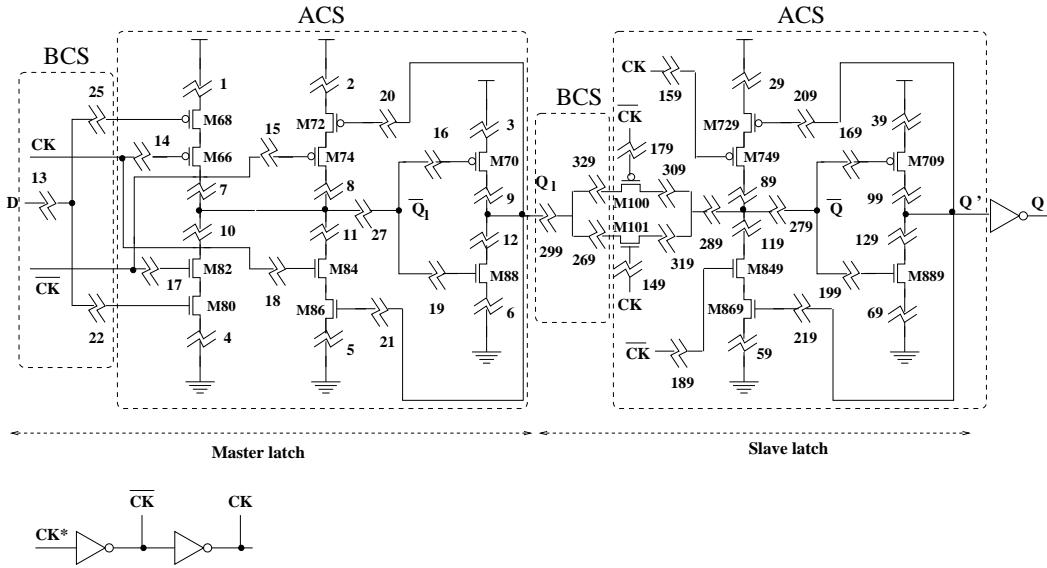 ACS
ACS
BCS
BCS
1
2
25
20
M68
M72
3
CK
14
15
M66
M74
16
M70
13
D
7
8
9
Q1
Ql
10
11
27
12
CK
17
M82
18
M84
19
M88
22
M80
M86
21
6
4
5
299
CK
159
29
209
M729
39
CK
179
169
329
309
M749
M709
M100
89
99
M101
Q
Q'
Q
269
319
289
119
279
129
149
CK
M849
M889
199
M869
CK
189
59
219
69
Master latch
Slave latch
CK
CK
CK*